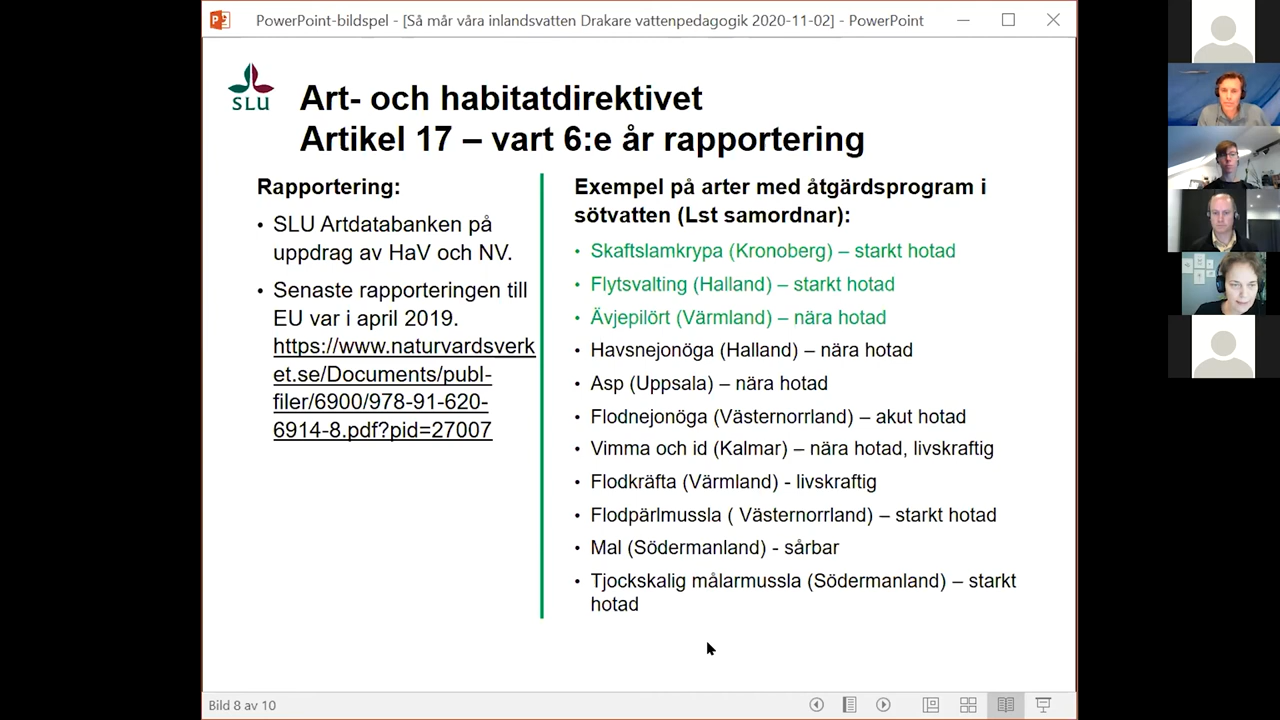 PowerPoint-bildspel - [Så mår våra inlandsvatten Drakare vattenpedagogik 2020-11-02] - PowerPoint
SLU
Art- och habitatdirektivet
Artikel 17 – vart 6:e år rapportering
Rapportering:
• SLU Artdatabanken på
uppdrag av HaV och NV.
• Senaste rapporteringen till
EU var i april 2019.
https://www.naturvardsverk
et.se/Documents/publ-
filer/6900/978-91-620-
6914-8.pdf?pid=27007
Exempel på arter med åtgärdsprogram i
sötvatten (Lst samordnar):
• Skaftslamkrypa (Kronoberg) – starkt hotad
• Flytsvalting (Halland) – starkt hotad
• Ävjepilört (Värmland) – nära hotad
• Havsnejonöga (Halland) – nära hotad
• Asp (Uppsala) – nära hotad
• Flodnejonöga (Västernorrland) – akut hotad
• Vimma och id (Kalmar) – nära hotad, livskraftig
• Flodkräfta (Värmland) - livskraftig
• Flodpärlmussla ( Västernorrland) – starkt hotad
• Mal (Södermanland) - sårbar
• Tjockskalig målarmussla (Södermanland) – starkt
hotad
Bild 8 av 10